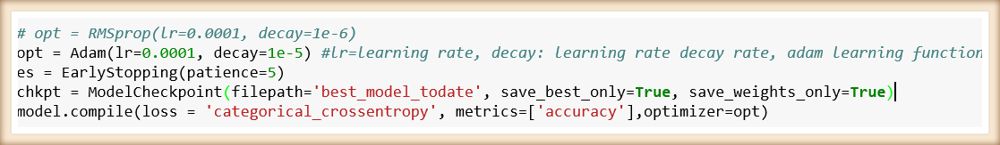 # opt = RMSprop(lr=0.0001, decay=1e-6)
opt = Adam(lr=0.0001, decay=1e-5) #lr=learning rate, decay: learning rate decay rate, adam learning function
es = EarlyStopping(patience=5)
chkpt = ModelCheckpoint(filepath='best_model_todate', save_best_only=True, save_weights_only=True)
model.compile(loss = 'categorical_crossentropy', metrics=['accuracy'],optimizer=opt)